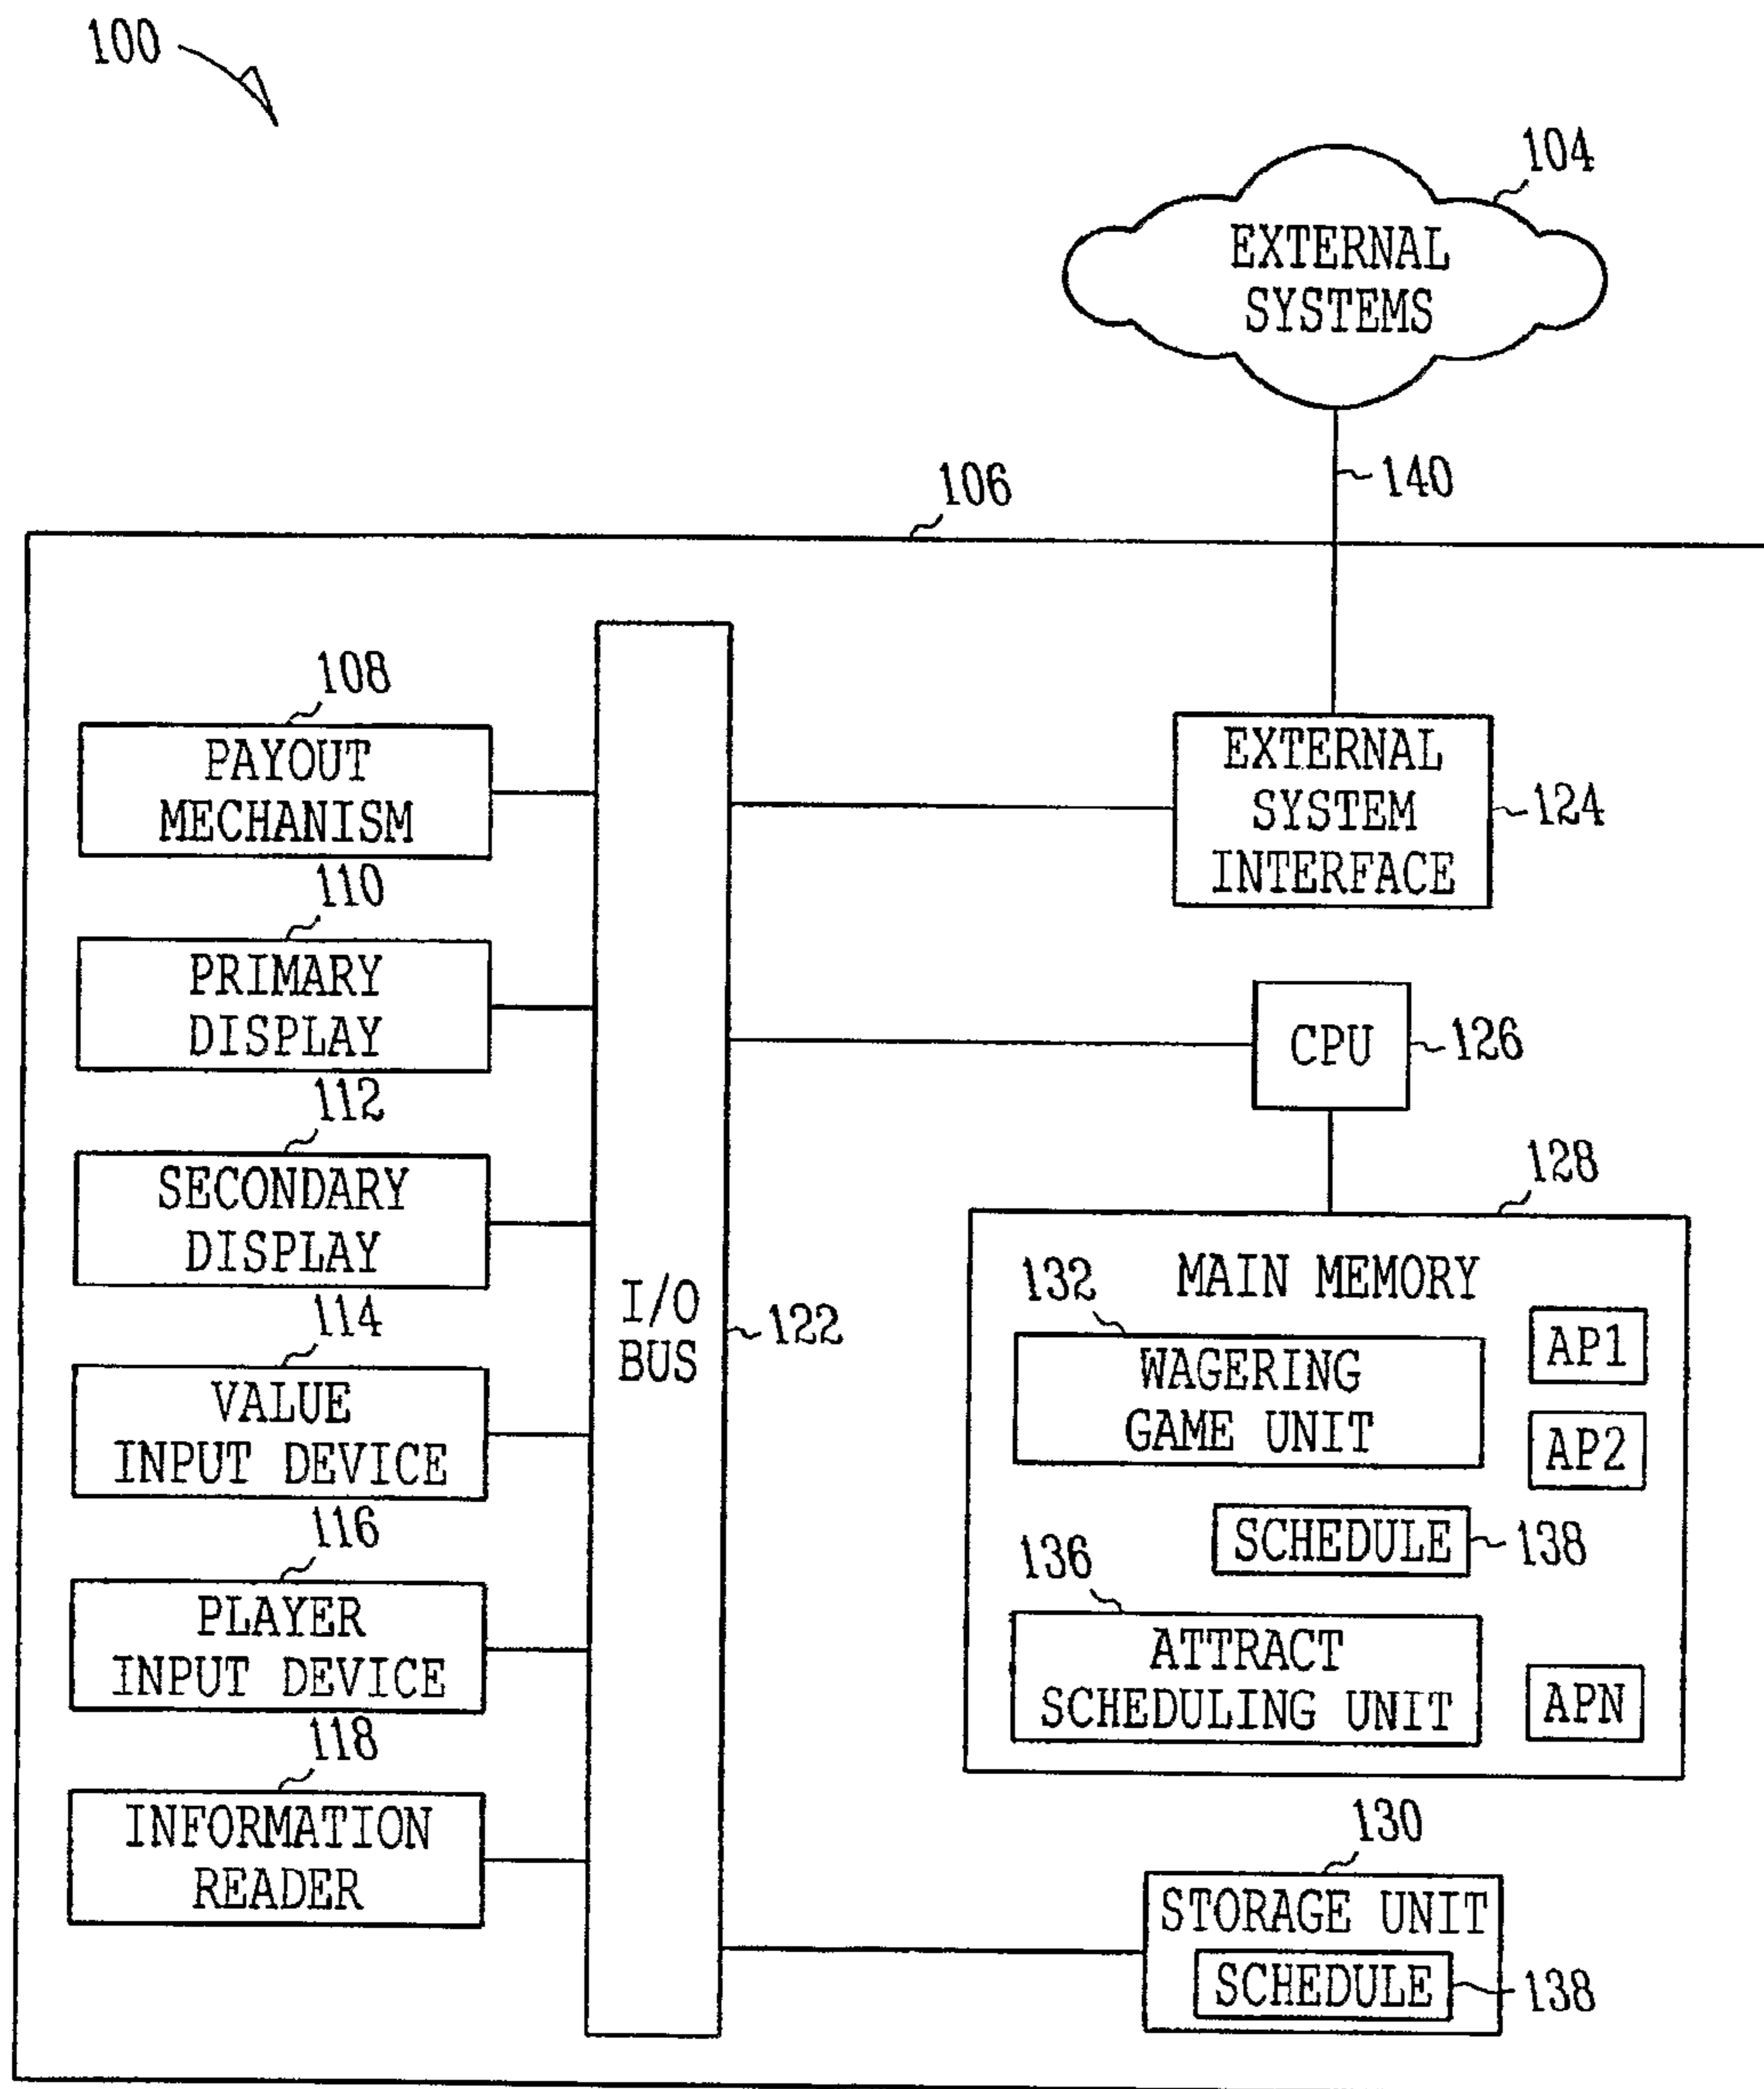 100
104
EXTERNAL
SYSTEMS
140
106
108
PAYOUT
MECHANISM
110
PRIMARY
DISPLAY
112
SECONDARY
DISPLAY
114
VALUE
INPUT DEVICE
116
PLAYER
INPUT DEVICE
118
INFORMATION
READER
I/O
BUS
122
EXTERNAL
SYSTEM
INTERFACE
124
CPU
126
128
MAIN MEMORY
132
WAGERING
GAME UNIT
AP1
AP2
SCHEDULE
138
136
ATTRACT
SCHEDULING UNIT
APN
130
STORAGE UNIT
SCHEDULE
138